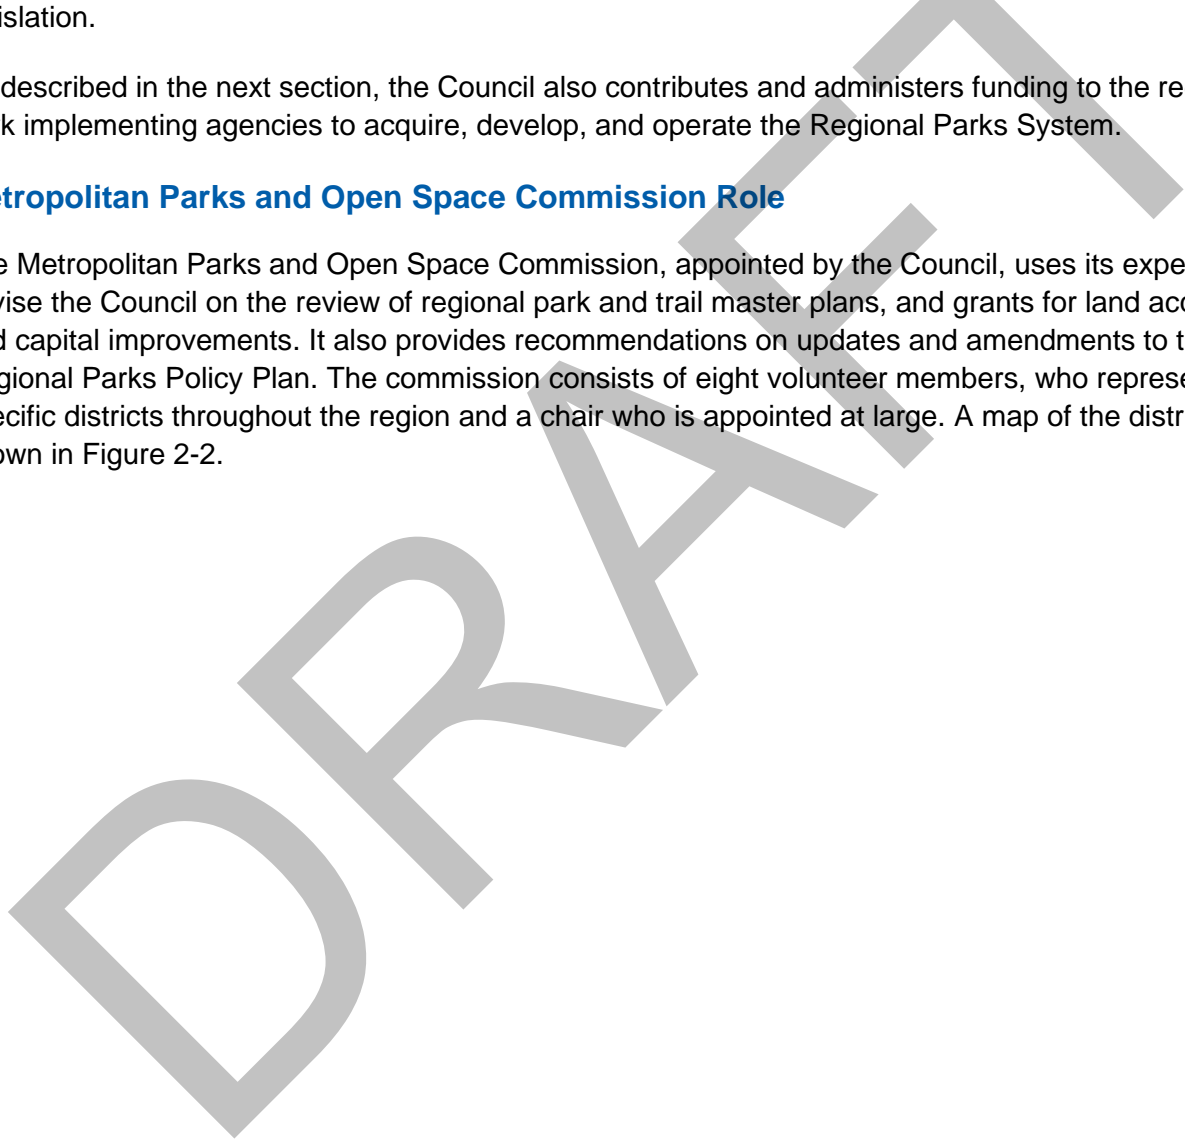 islation.
described in the next section, the Council also contributes and administers funding to the re
k implementing agencies to acquire, develop, and operate the Regional Parks System.
etropolitan Parks and Open Space Commission Role
e Metropolitan Parks and Open Space Commission, appointed by the Council, uses its expe
vise the Council on the review of regional park and trail master plans, and grants for land acc
d capital improvements. It also provides recommendations on updates and amendments to t
gional Parks Policy Plan. The commission consists of eight volunteer members, who represe
ecific districts throughout the region and a chair who is appointed at large. A map of the distr
own in Figure 2-2.
DRAFT